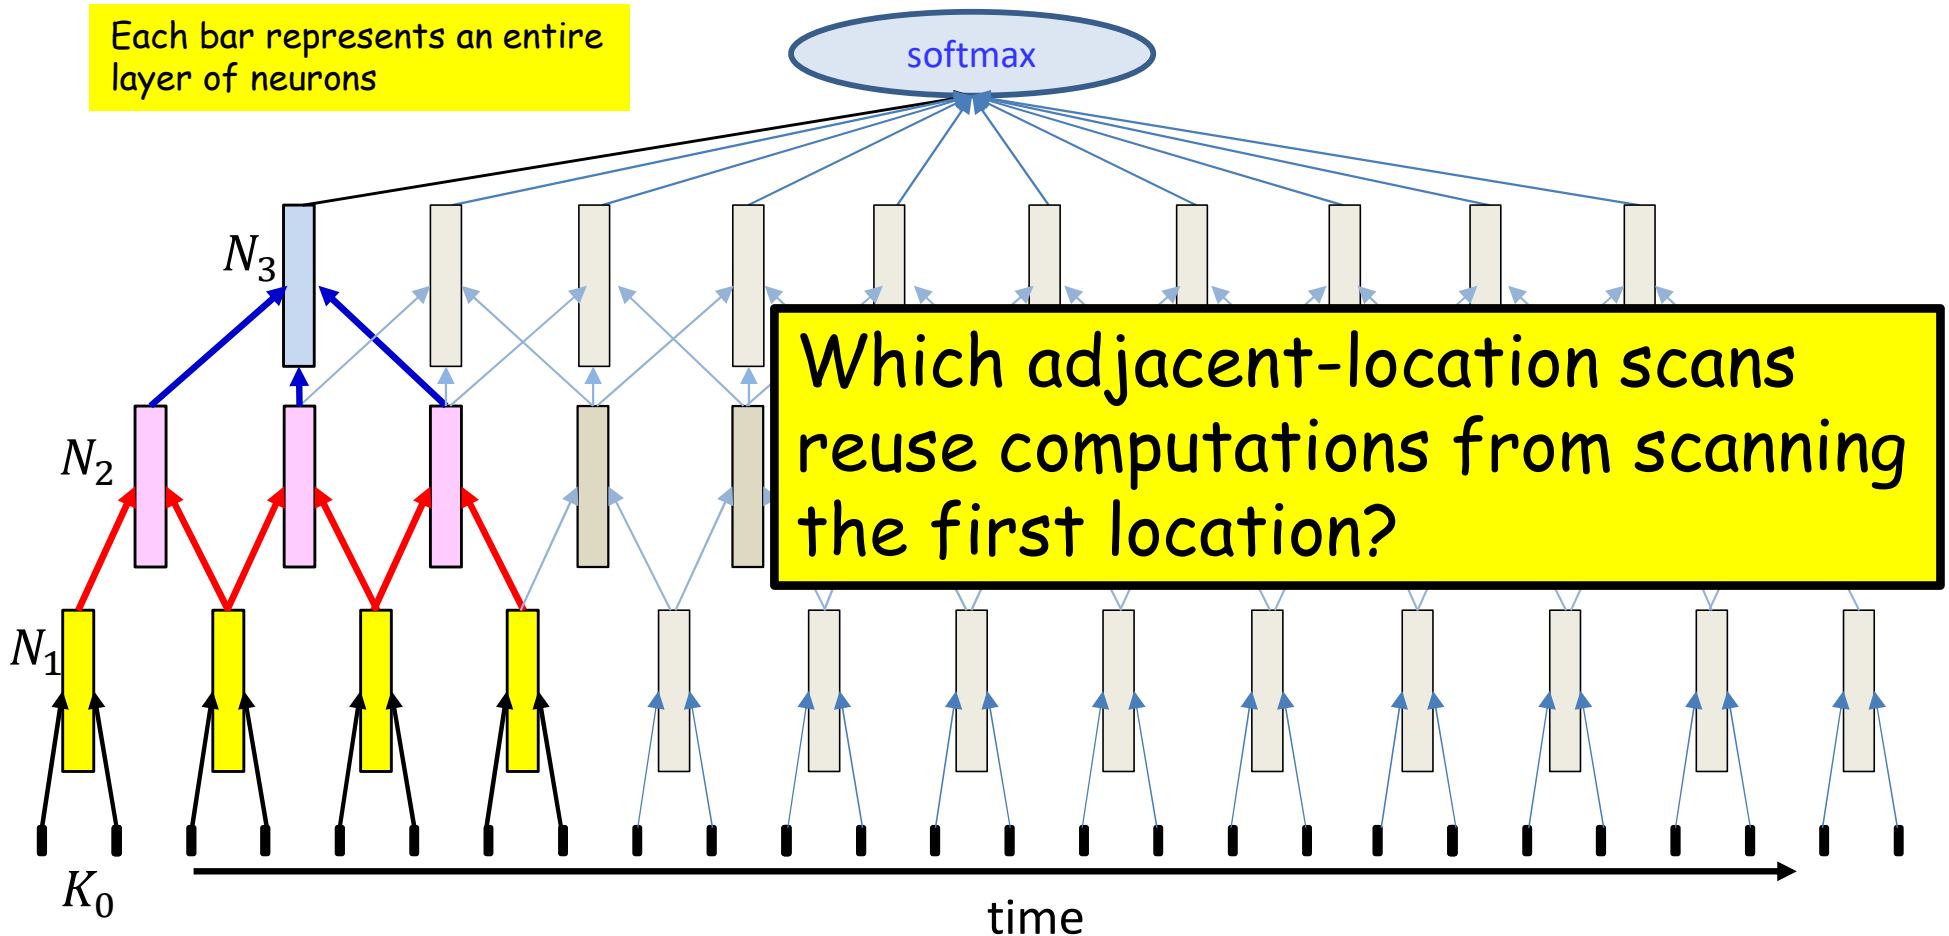 Each bar represents an entire
layer of neurons
softmax
N₃
Which adjacent-location scans
reuse computations from scanning
the first location?
N₂
N₁
K₀
time